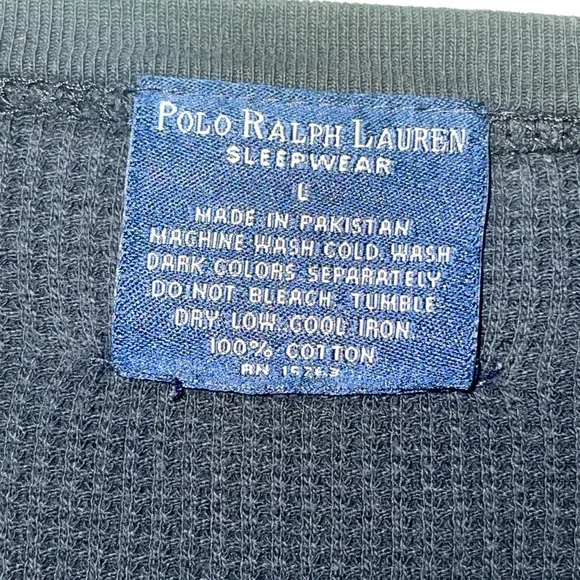 POLO RALPH LAUREN
SLEEPWEAR
L
MADE IN PAKISTAN
MACHINE WASH COLD. WASH
DARK COLORS SEPARATELY.
DO NOT BLEACH. TUMBLE
DRY LOW. COOL IRON.
100% COTTON
RN